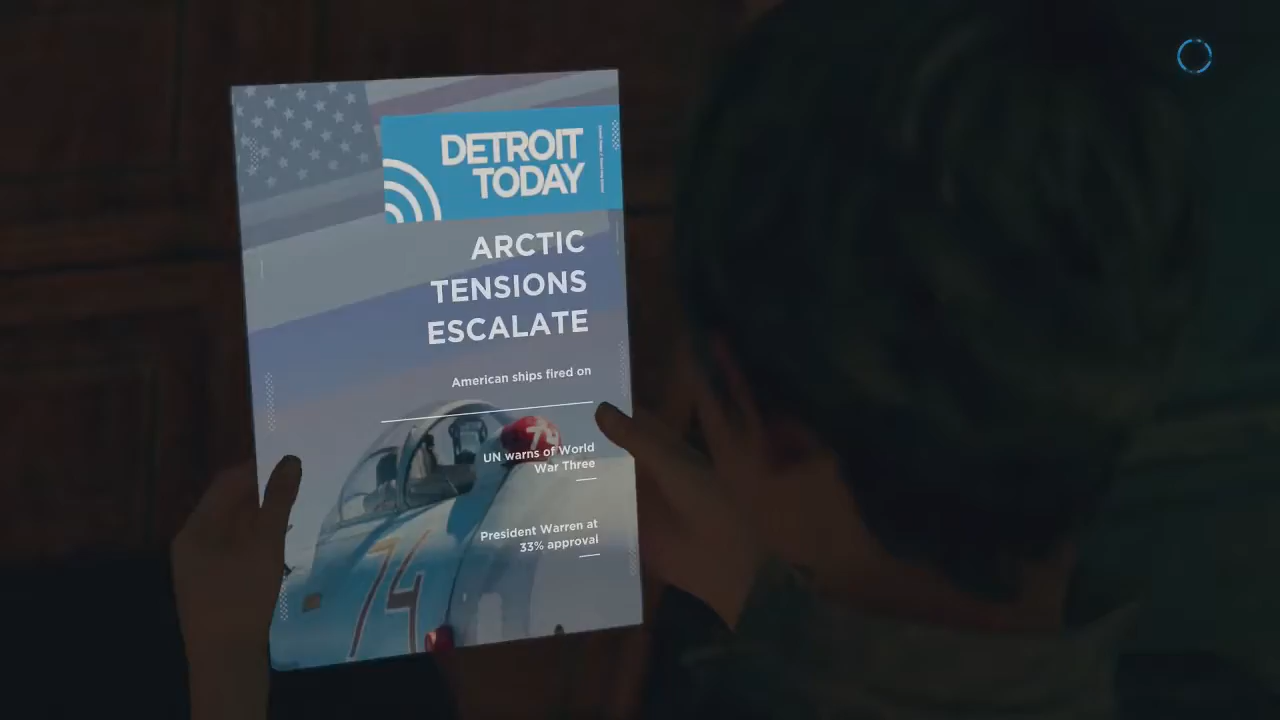 DETROIT
TODAY
ARCTIC
TENSIONS
ESCALATE
American ships fired on
74
UN warns of World
War Three
President Warren at
33% approval
74